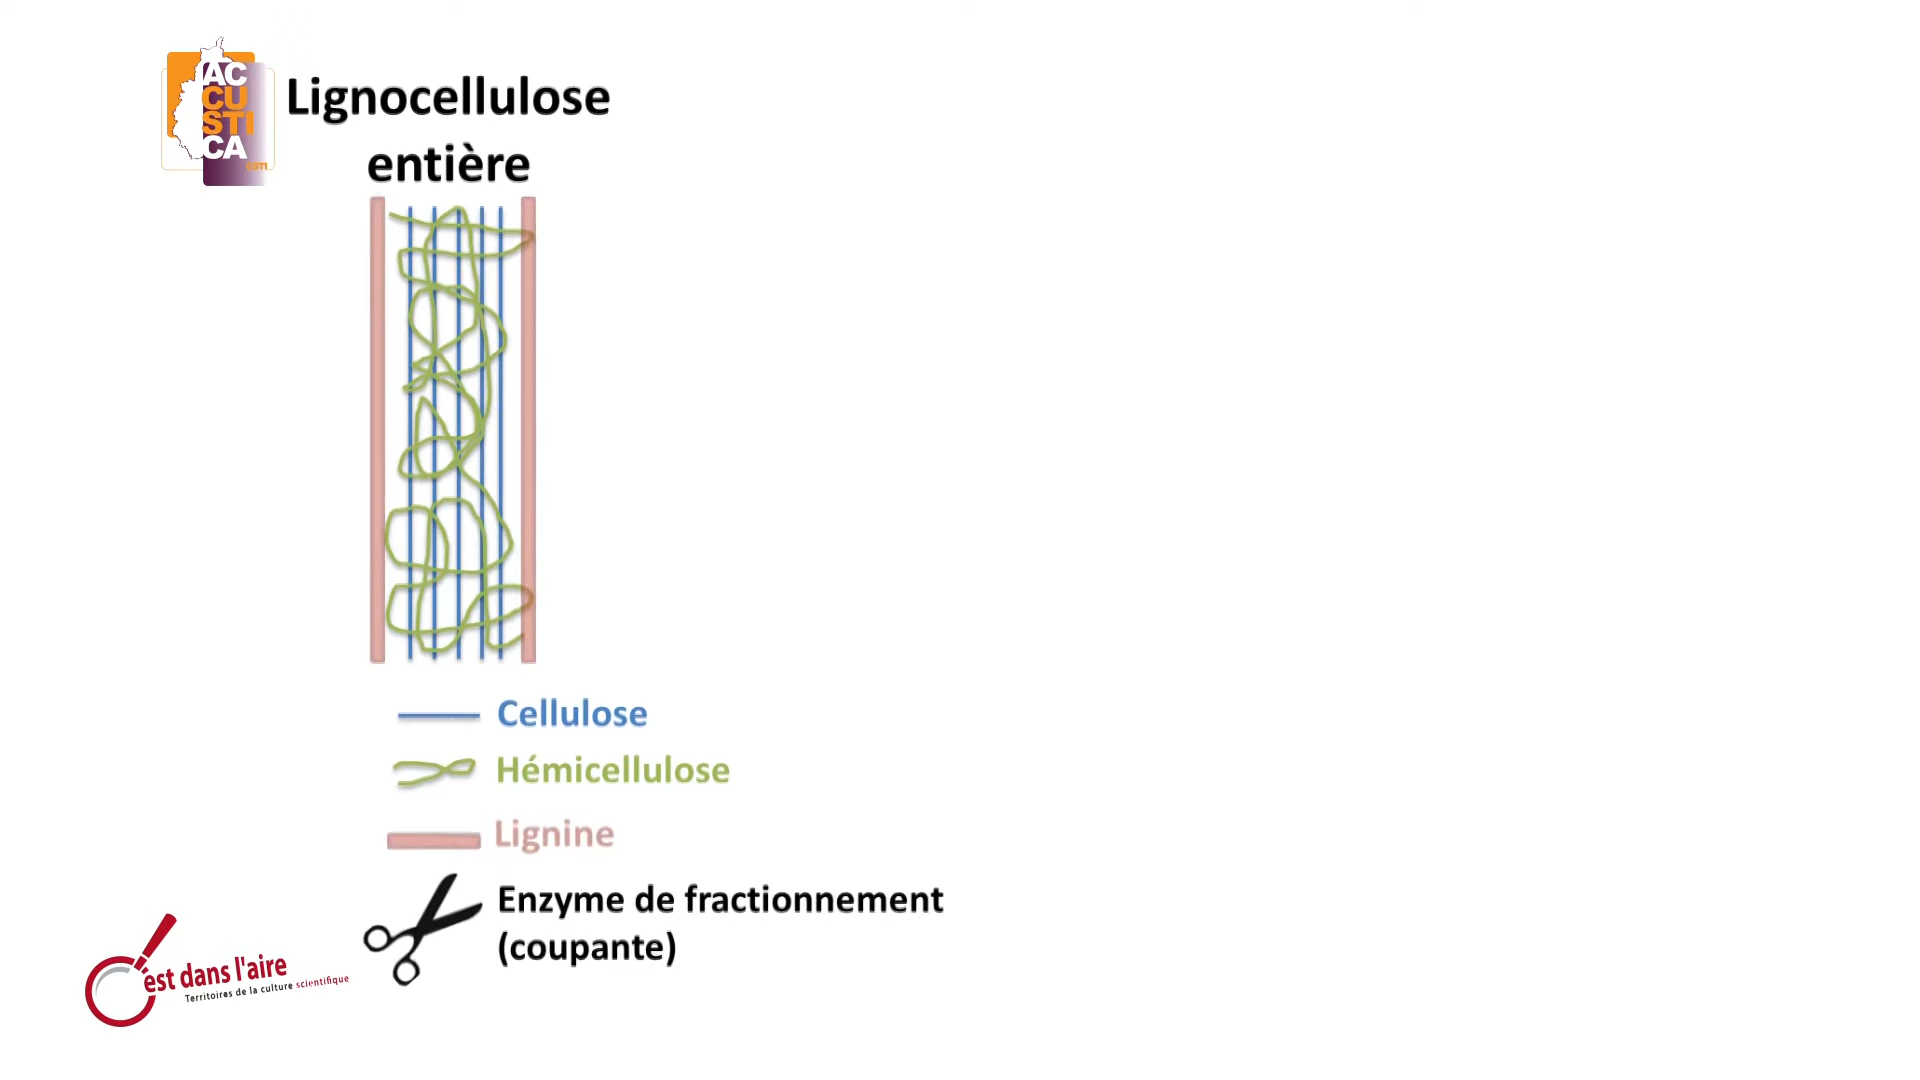 AC
CU
STI
CA
CSTI
Lignocellulose
entière
Cellulose
Hémicellulose
Lignine
Enzyme de fractionnement
(coupante)
est dans l'aire
Territoires de la culture scientifique